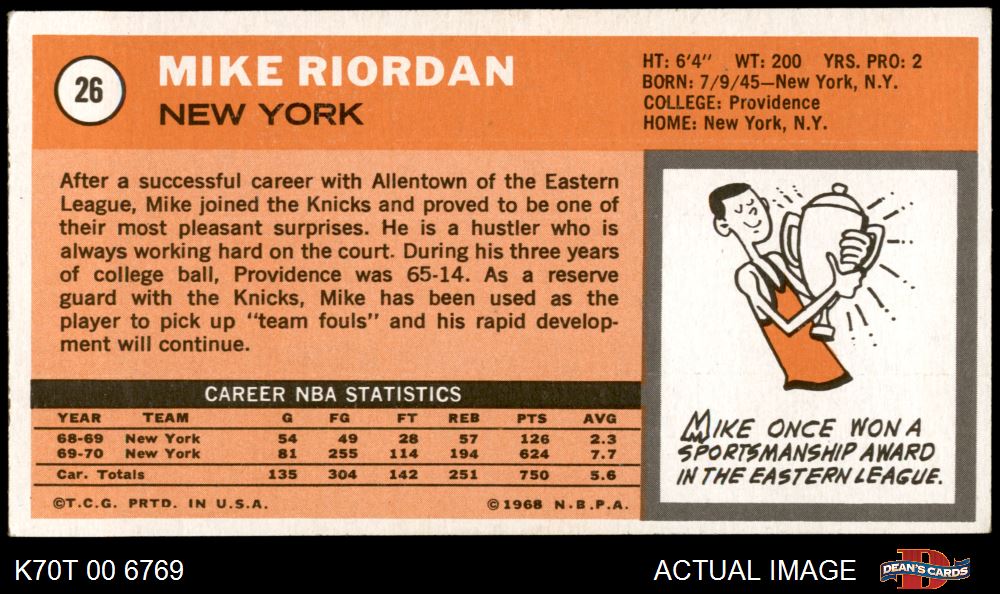 26
MIKE RIORDAN
NEW YORK
HT: 6'4" WT: 200 YRS. PRO: 2
BORN: 7/9/45—New York, N.Y.
COLLEGE: Providence
HOME: New York, N.Y.
After a successful career with Allentown of the Eastern
League, Mike joined the Knicks and proved to be one of
their most pleasant surprises. He is a hustler who is
always working hard on the court. During his three years
of college ball, Providence was 65-14. As a reserve
guard with the Knicks, Mike has been used as the
player to pick up "team fouls" and his rapid develop-
ment will continue.
CAREER NBA STATISTICS
YEAR TEAM G FG FT REB PTS AVG
68-69 New York 54 49 28 57 126 2.3
69-70 New York 81 255 114 194 624 7.7
Car. Totals 135 304 142 251 750 5.6
©T.C.G. PRTD. IN U.S.A. ©1968 N.B.P.A.
MIKE ONCE WON A
SPORTSMANSHIP AWARD
IN THE EASTERN LEAGUE.
K70T 00 6769 ACTUAL IMAGE
D
DEAN'S CARDS